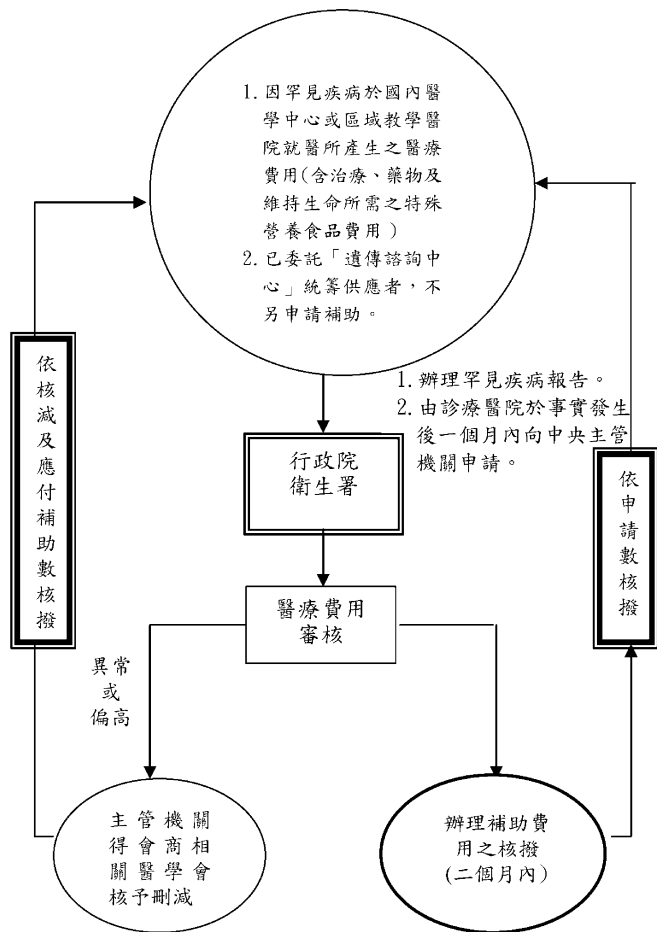 1. 因罕見疾病於國內醫
學中心或區域教學醫
院就醫所產生之醫療
費用(含治療、藥物及
維持生命所需之特殊
營養食品費用)
2. 已委託「遺傳諮詢中
心」統籌供應者，不
另申請補助。
1. 辦理罕見疾病報告。
2. 由診療醫院於事實發生
後一個月內向中央主管
機關申請。
依核減及應付補助數核撥
行政院
衛生署
依申請數核撥
醫療費用
審核
異常
或
偏高
主管機關
得會商相
關醫學會
核予刪減
辦理補助費
用之核撥
(二個月內)